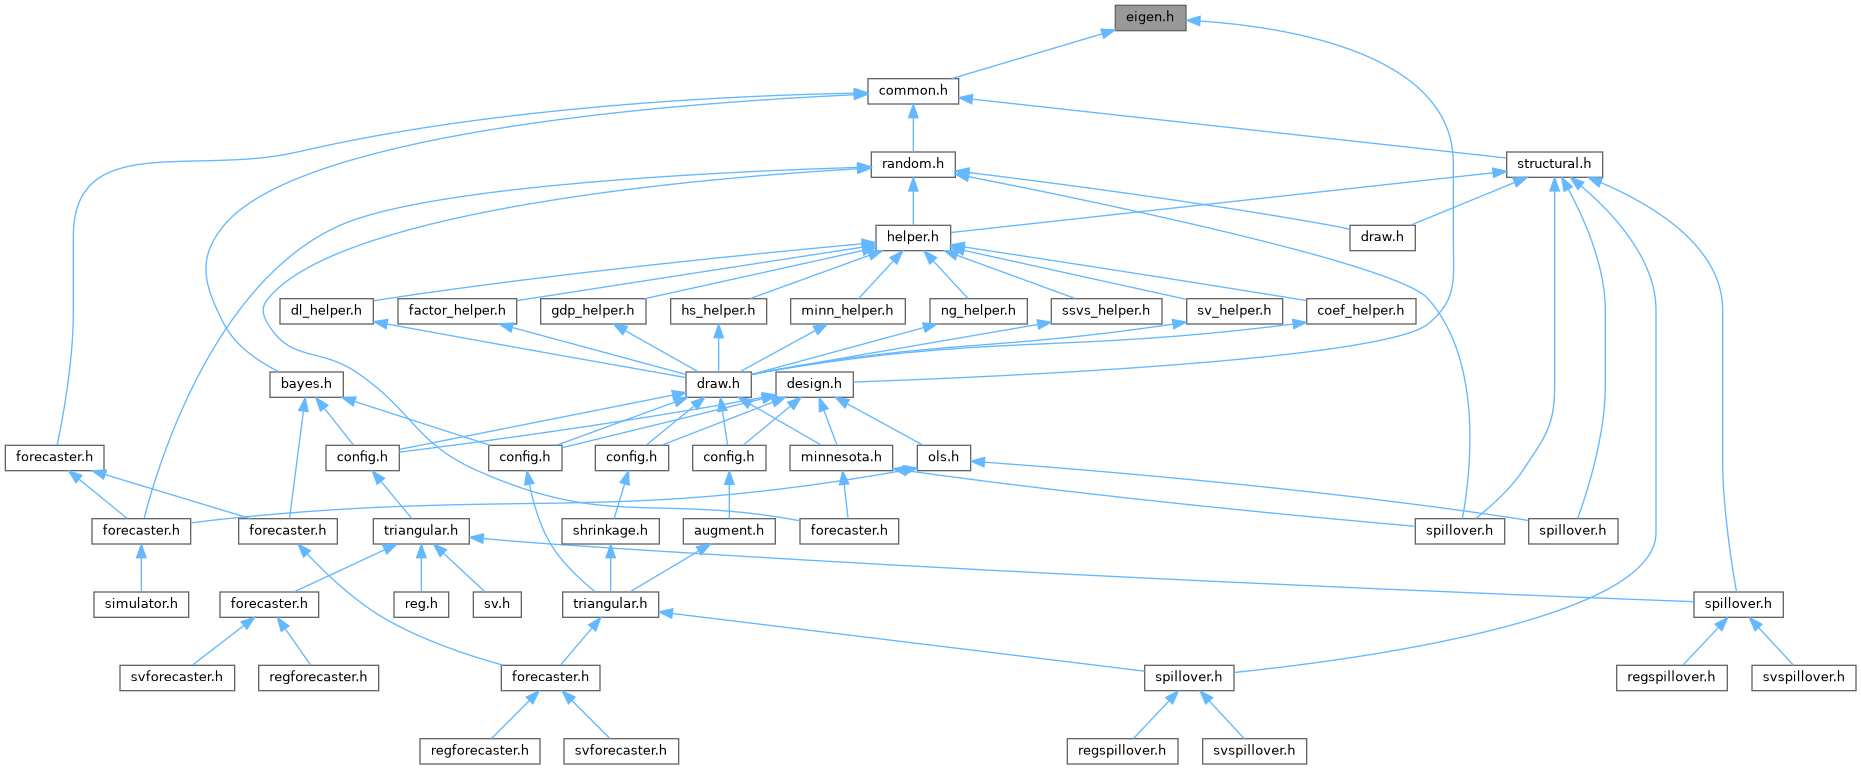 eigen.h
common.h
random.h
structural.h
helper.h
draw.h
dl_helper.h
factor_helper.h
gdp_helper.h
hs_helper.h
minn_helper.h
ng_helper.h
ssvs_helper.h
sv_helper.h
coef_helper.h
bayes.h
draw.h
design.h
forecaster.h
config.h
config.h
config.h
config.h
minnesota.h
ols.h
forecaster.h
forecaster.h
triangular.h
shrinkage.h
augment.h
forecaster.h
spillover.h
spillover.h
simulator.h
forecaster.h
reg.h
sv.h
triangular.h
spillover.h
svforecaster.h
regforecaster.h
forecaster.h
spillover.h
regspillover.h
svspillover.h
regforecaster.h
svforecaster.h
regspillover.h
svspillover.h